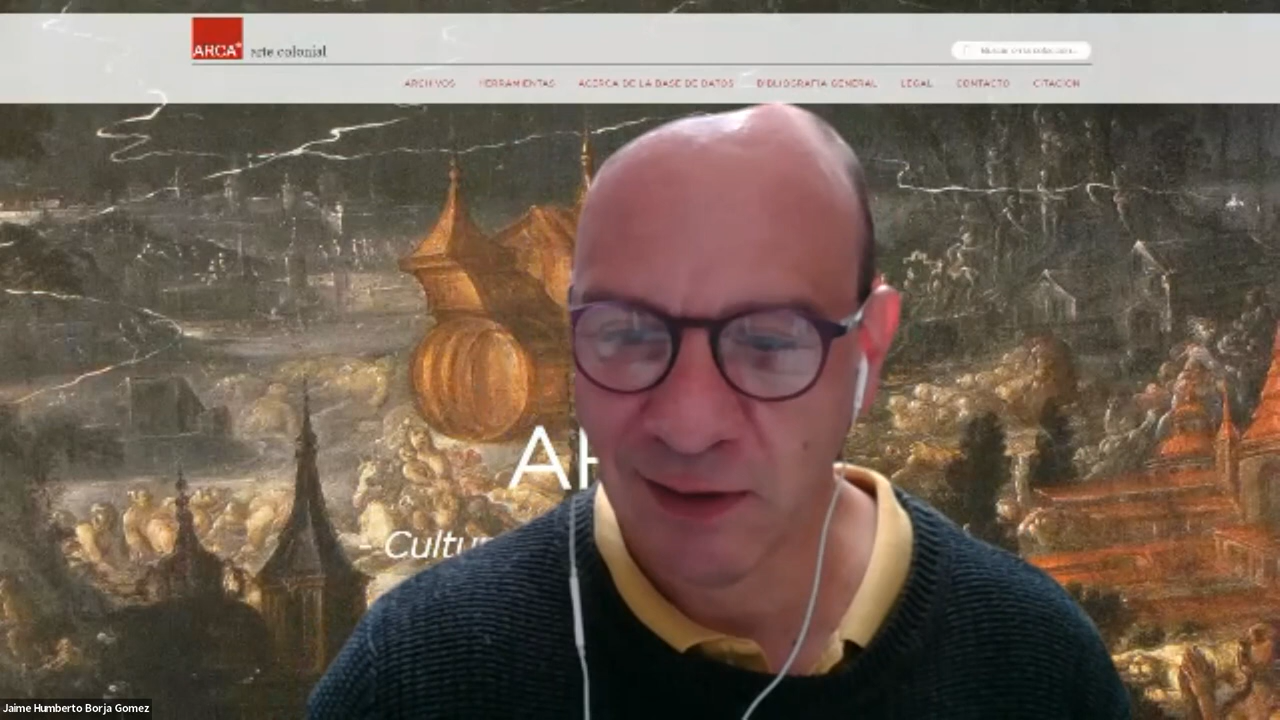 ARCA®
arte.colonial
Buscar en la colección...
ARCHIVOS
HERRAMIENTAS
ACERCA DE LA BASE DE DATOS
BIBLIOGRAFIA GENERAL
LEGAL
CONTACTO
CITACION
Jaime Humberto Borja Gomez